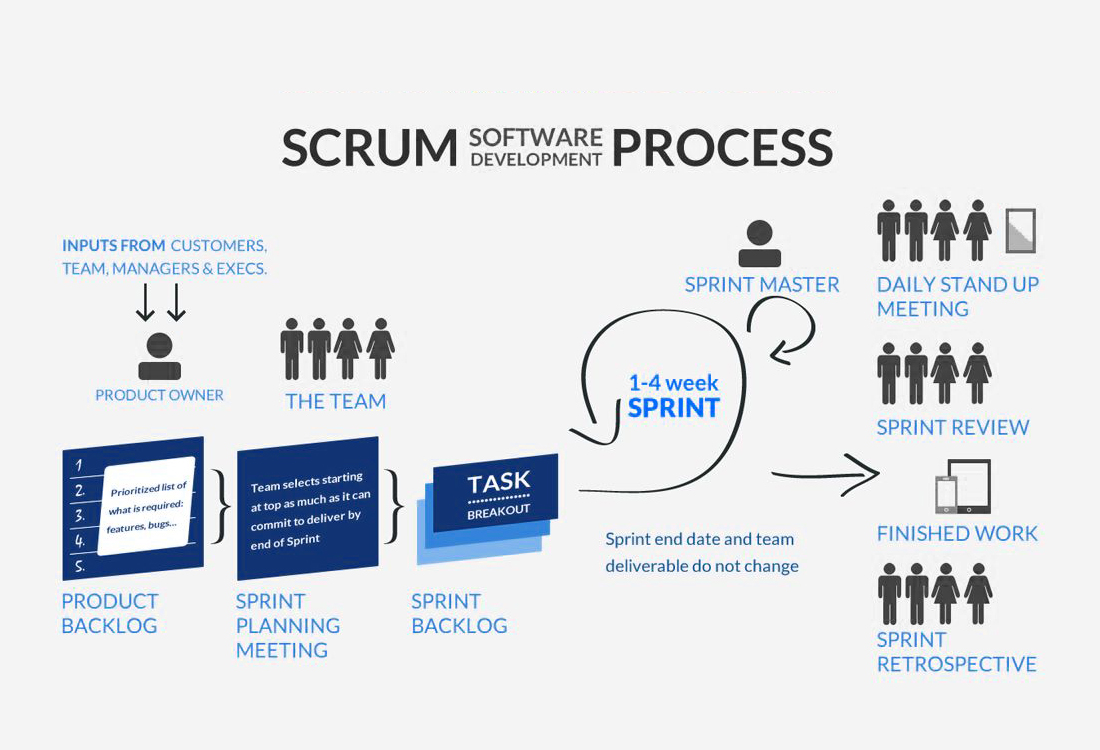 SCRUM SOFTWARE DEVELOPMENT PROCESS
INPUTS FROM CUSTOMERS,
TEAM, MANAGERS & EXECS.
PRODUCT OWNER
THE TEAM
1
2.
3.
4.
5.
Prioritized list of
what is required:
features, bugs...
Team selects starting
at top as much as it can
commit to deliver by
end of Sprint
TASK
BREAKOUT
PRODUCT
BACKLOG
SPRINT
PLANNING
MEETING
SPRINT
BACKLOG
1-4 week
SPRINT
SPRINT MASTER
Sprint end date and team
deliverable do not change
DAILY STAND UP
MEETING
SPRINT REVIEW
FINISHED WORK
SPRINT
RETROSPECTIVE